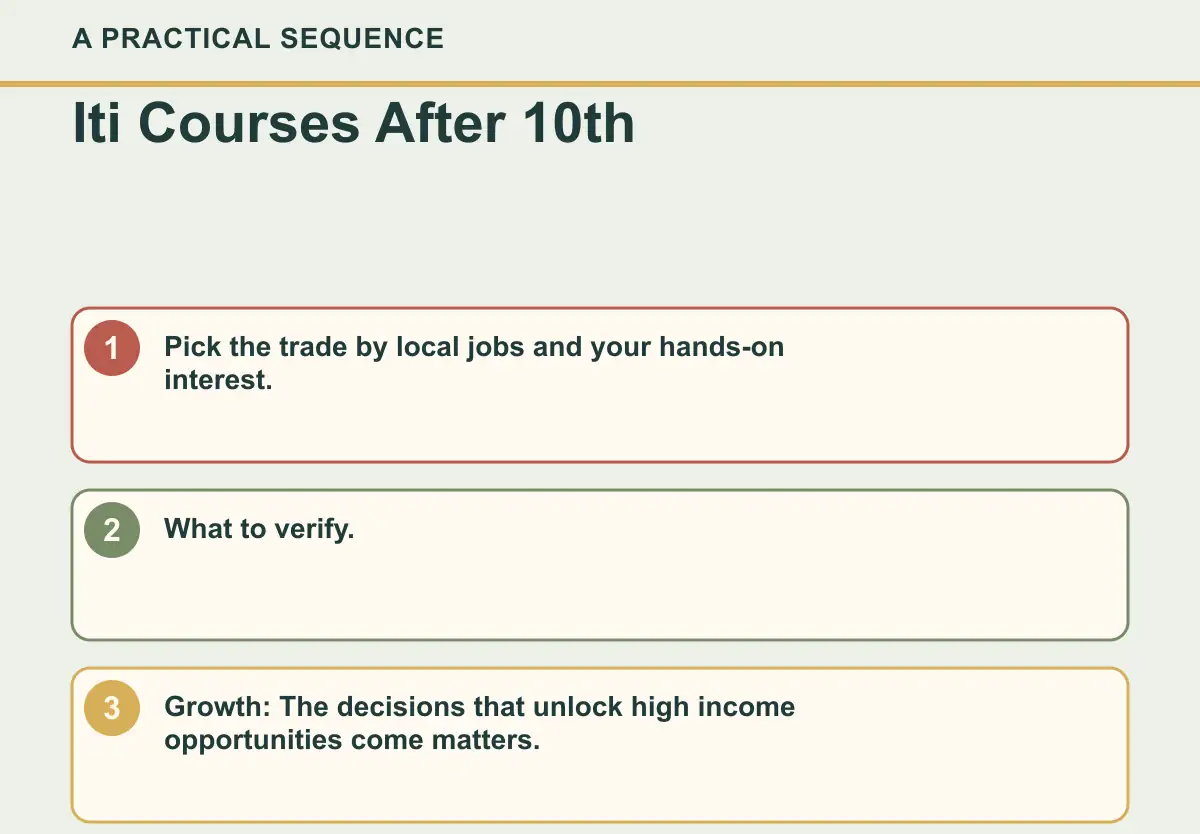 A PRACTICAL SEQUENCE
Iti Courses After 10th
1
Pick the trade by local jobs and your hands-on
interest.
2
What to verify.
3
Growth: The decisions that unlock high income
opportunities come matters.